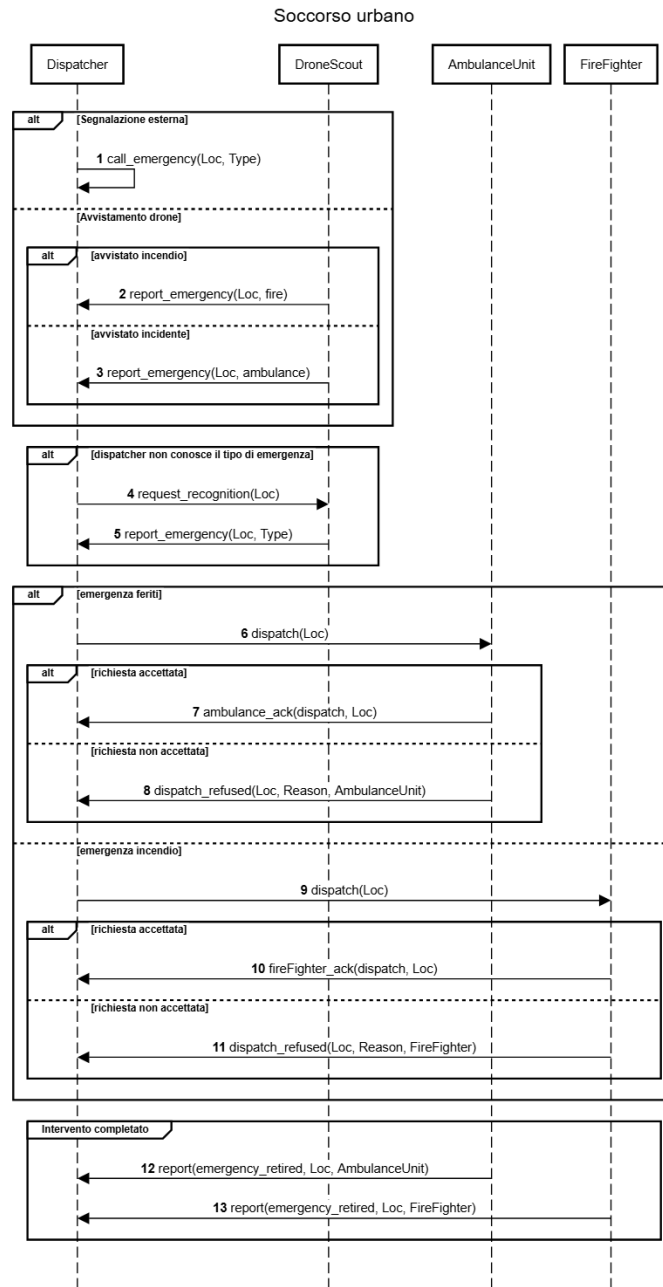 Soccorso urbano
Dispatcher
DroneScout
AmbulanceUnit
FireFighter
alt [Segnalazione esterna]
1 call_emergency(Loc, Type)
[Avvistamento drone]
alt [avvistato incendio]
2 report_emergency(Loc, fire)
[avvistato incidente]
3 report_emergency(Loc, ambulance)
alt [dispatcher non conosce il tipo di emergenza]
4 request_recognition(Loc)
5 report_emergency(Loc, Type)
alt [emergenza feriti]
6 dispatch(Loc)
alt [richiesta accettata]
7 ambulance_ack(dispatch, Loc)
[richiesta non accettata]
8 dispatch_refused(Loc, Reason, AmbulanceUnit)
[emergenza incendio]
9 dispatch(Loc)
alt [richiesta accettata]
10 fireFighter_ack(dispatch, Loc)
[richiesta non accettata]
11 dispatch_refused(Loc, Reason, FireFighter)
Intervento completato
12 report(emergency_retired, Loc, AmbulanceUnit)
13 report(emergency_retired, Loc, FireFighter)